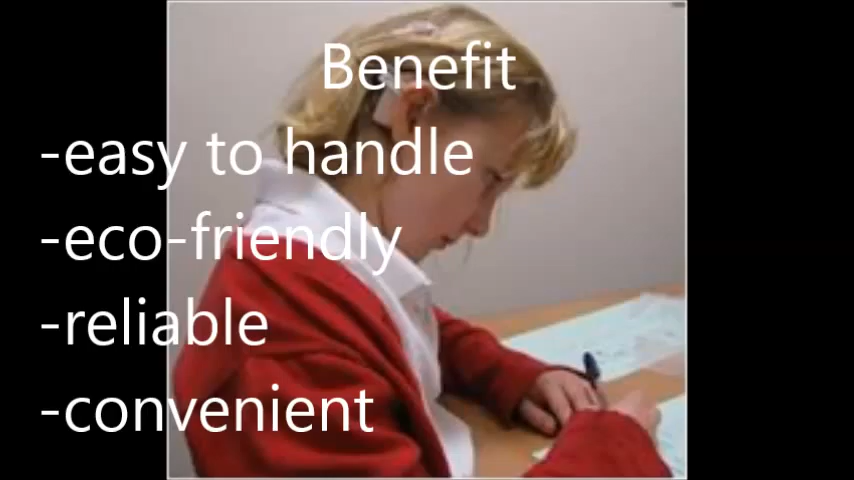 Benefit
-easy to handle
-eco-friendly
-reliable
-convenient